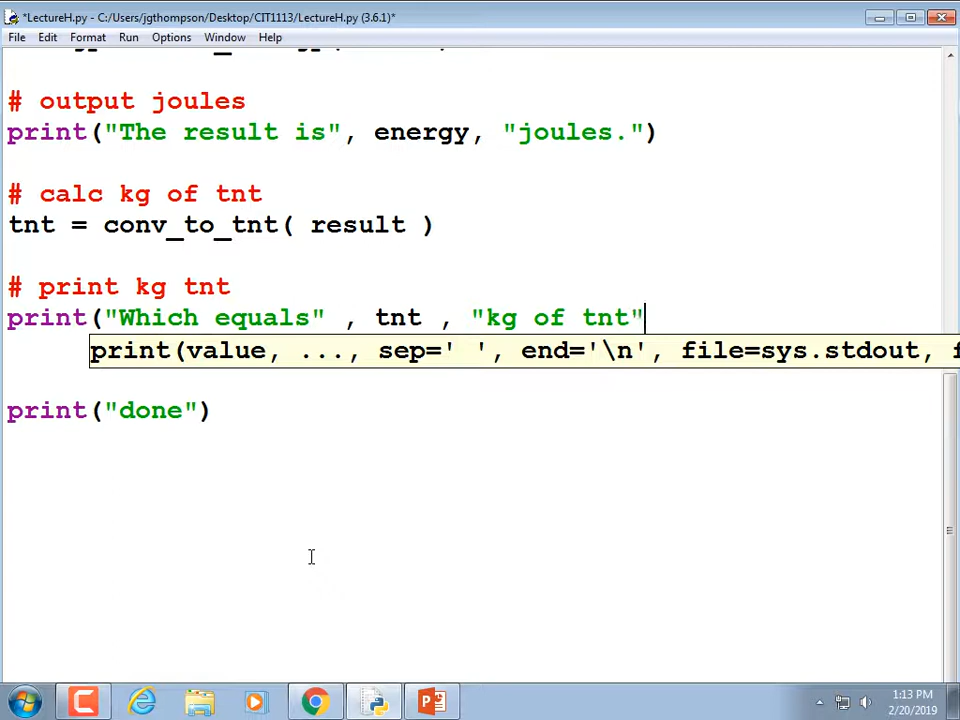 *LectureH.py - C:/Users/jgthompson/Desktop/CIT1113/LectureH.py (3.6.1)*
File Edit Format Run Options Window Help
# output joules
print("The result is", energy, "joules.")
# calc kg of tnt
tnt = conv_to_tnt( result )
# print kg tnt
print("Which equals" , tnt , "kg of tnt"
print(value, ..., sep=' ', end='\n', file=sys.stdout, f
print("done")
1:13 PM
2/20/2019